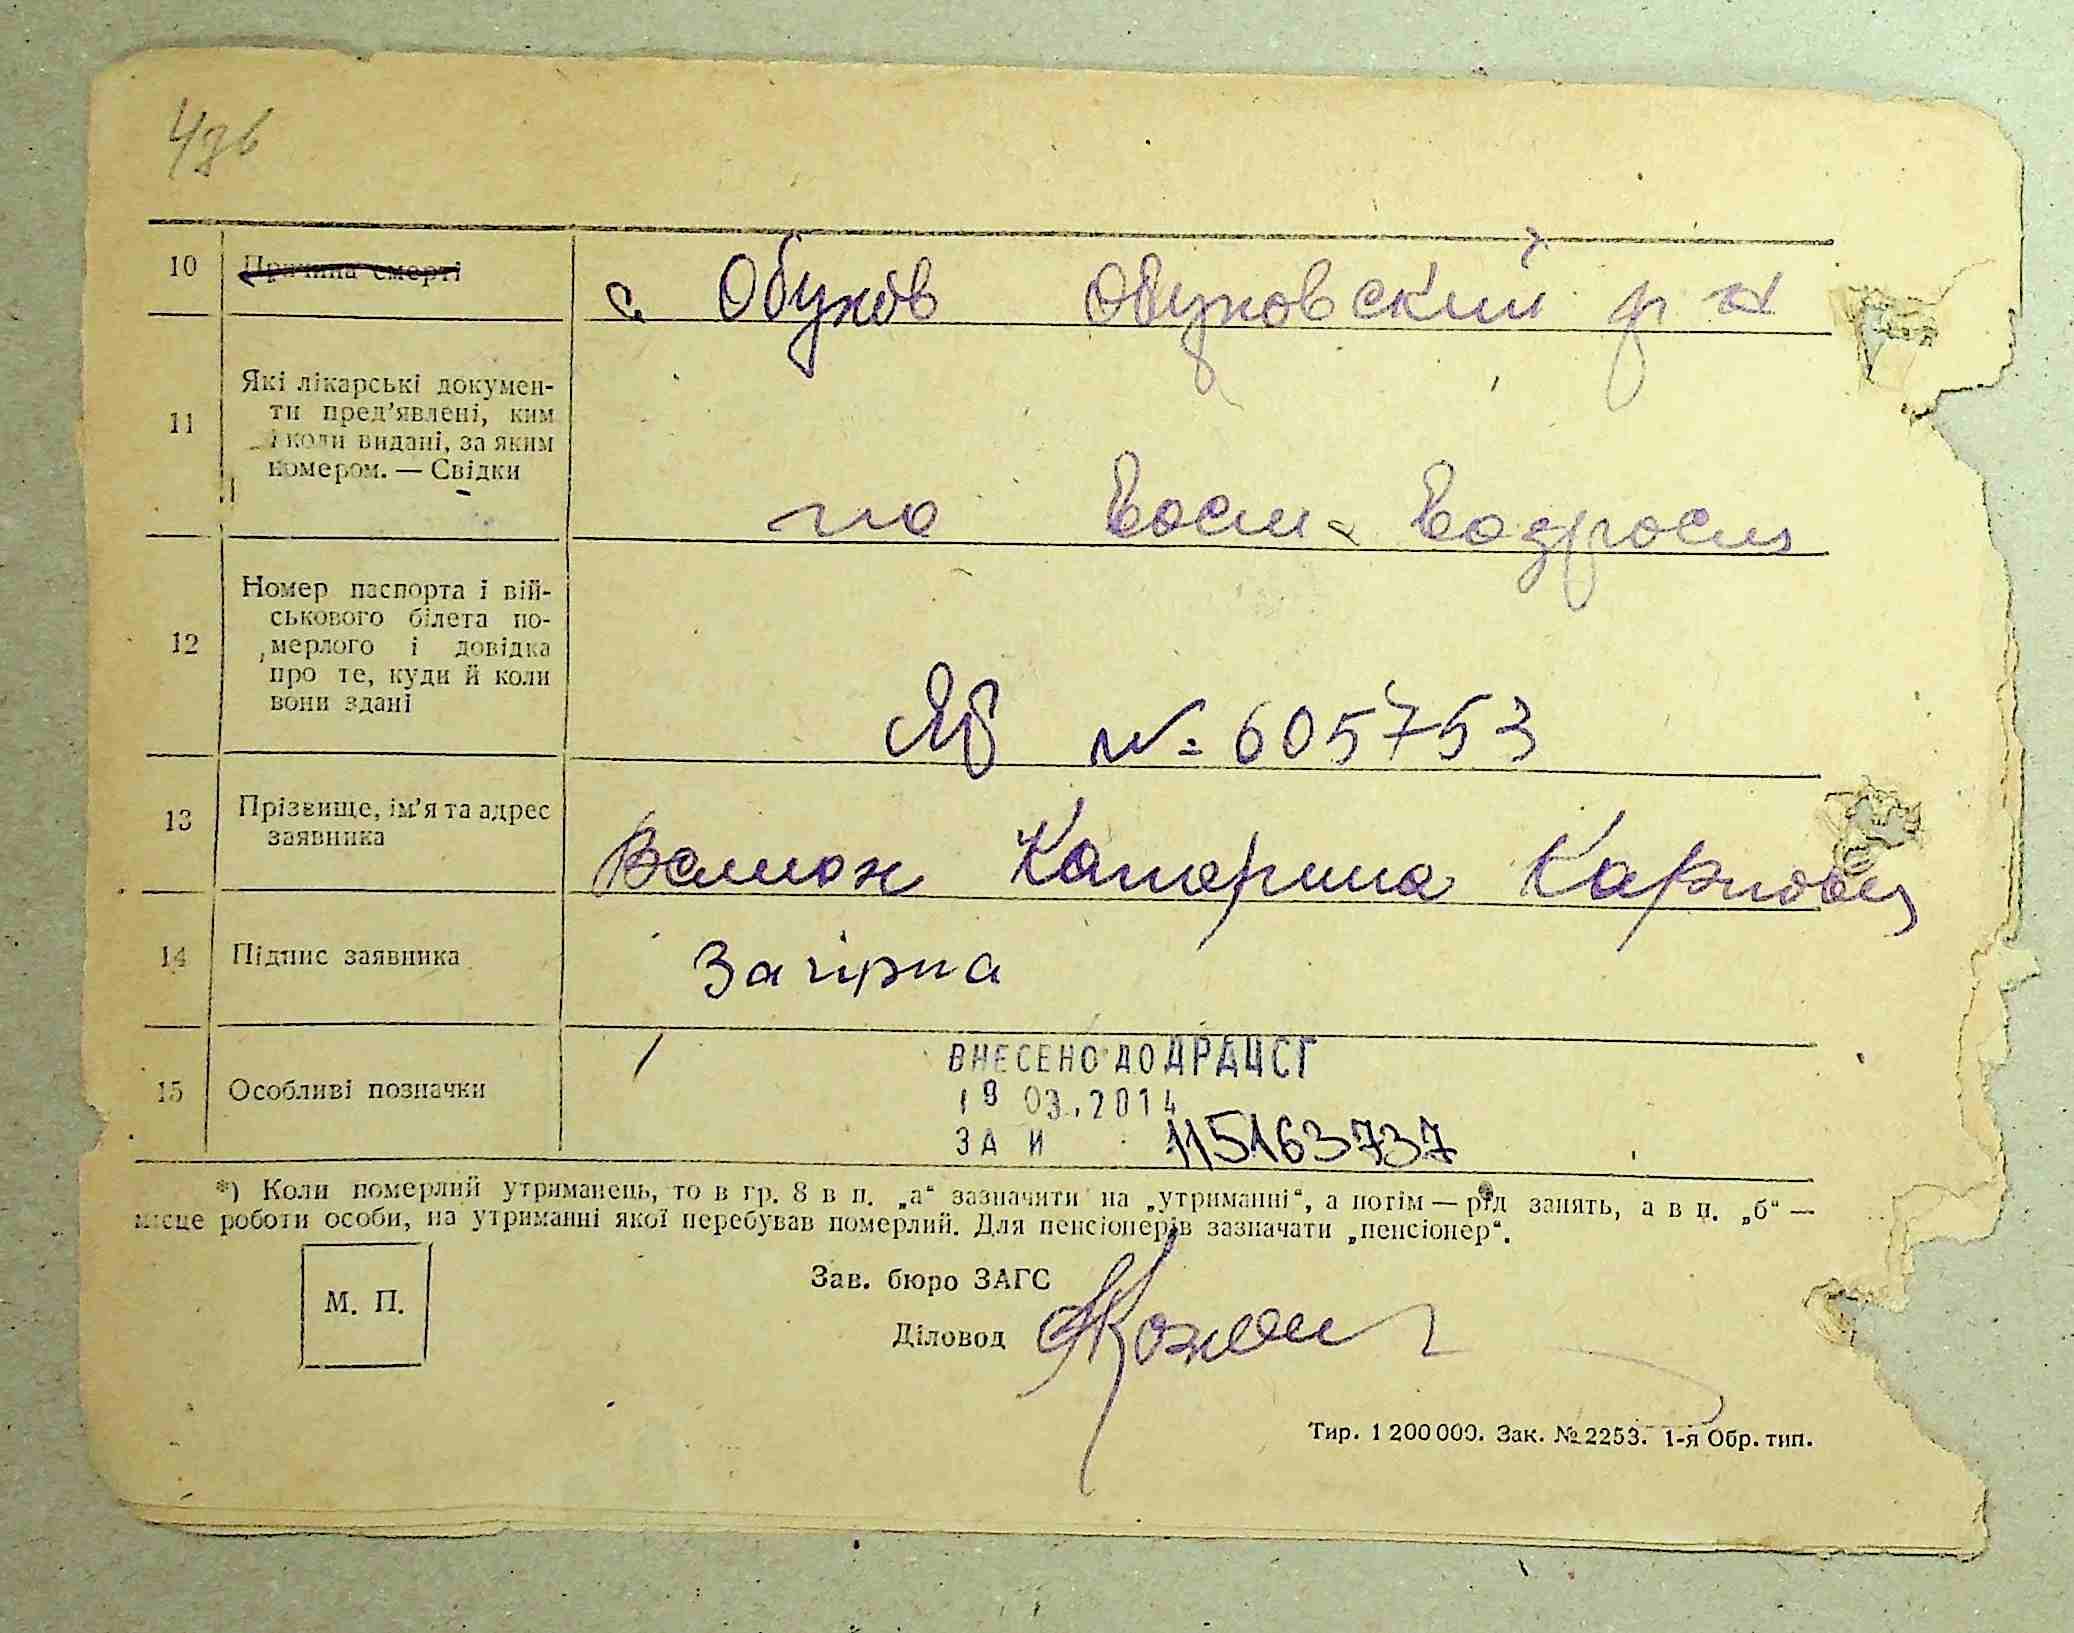 10 Причина смерті с. Обухов Обуховский р н
11 Які лікарські докумен-
ти пред'явлені, ким
і коли видані, за яким
номером. — Свідки
по
12 Номер паспорта і вій-
ськового білета по-
мерлого і довідка
про те, куди й коли
вони здані
№ 605753
13 Прізвище, ім'я та адрес
заявника
Катерина Карповец
14 Підпис заявника Загірна
15 Особливі позначки
ВНЕСЕНО ДО ДРАЦСГ
19 03.2014
ЗА И 115163737
*) Коли померлий утриманець, то в гр. 8 в п. „а“ зазначити на „утриманні“, а потім — рід занять, а в п. „б“ —
місце роботи особи, на утриманні якої перебував померлий. Для пенсіонерів зазначати „пенсіонер“.
М. П.
Зав. бюро ЗАГС
Діловод
Тир. 1 200 000. Зак. № 2253. 1-я Обр. тип.